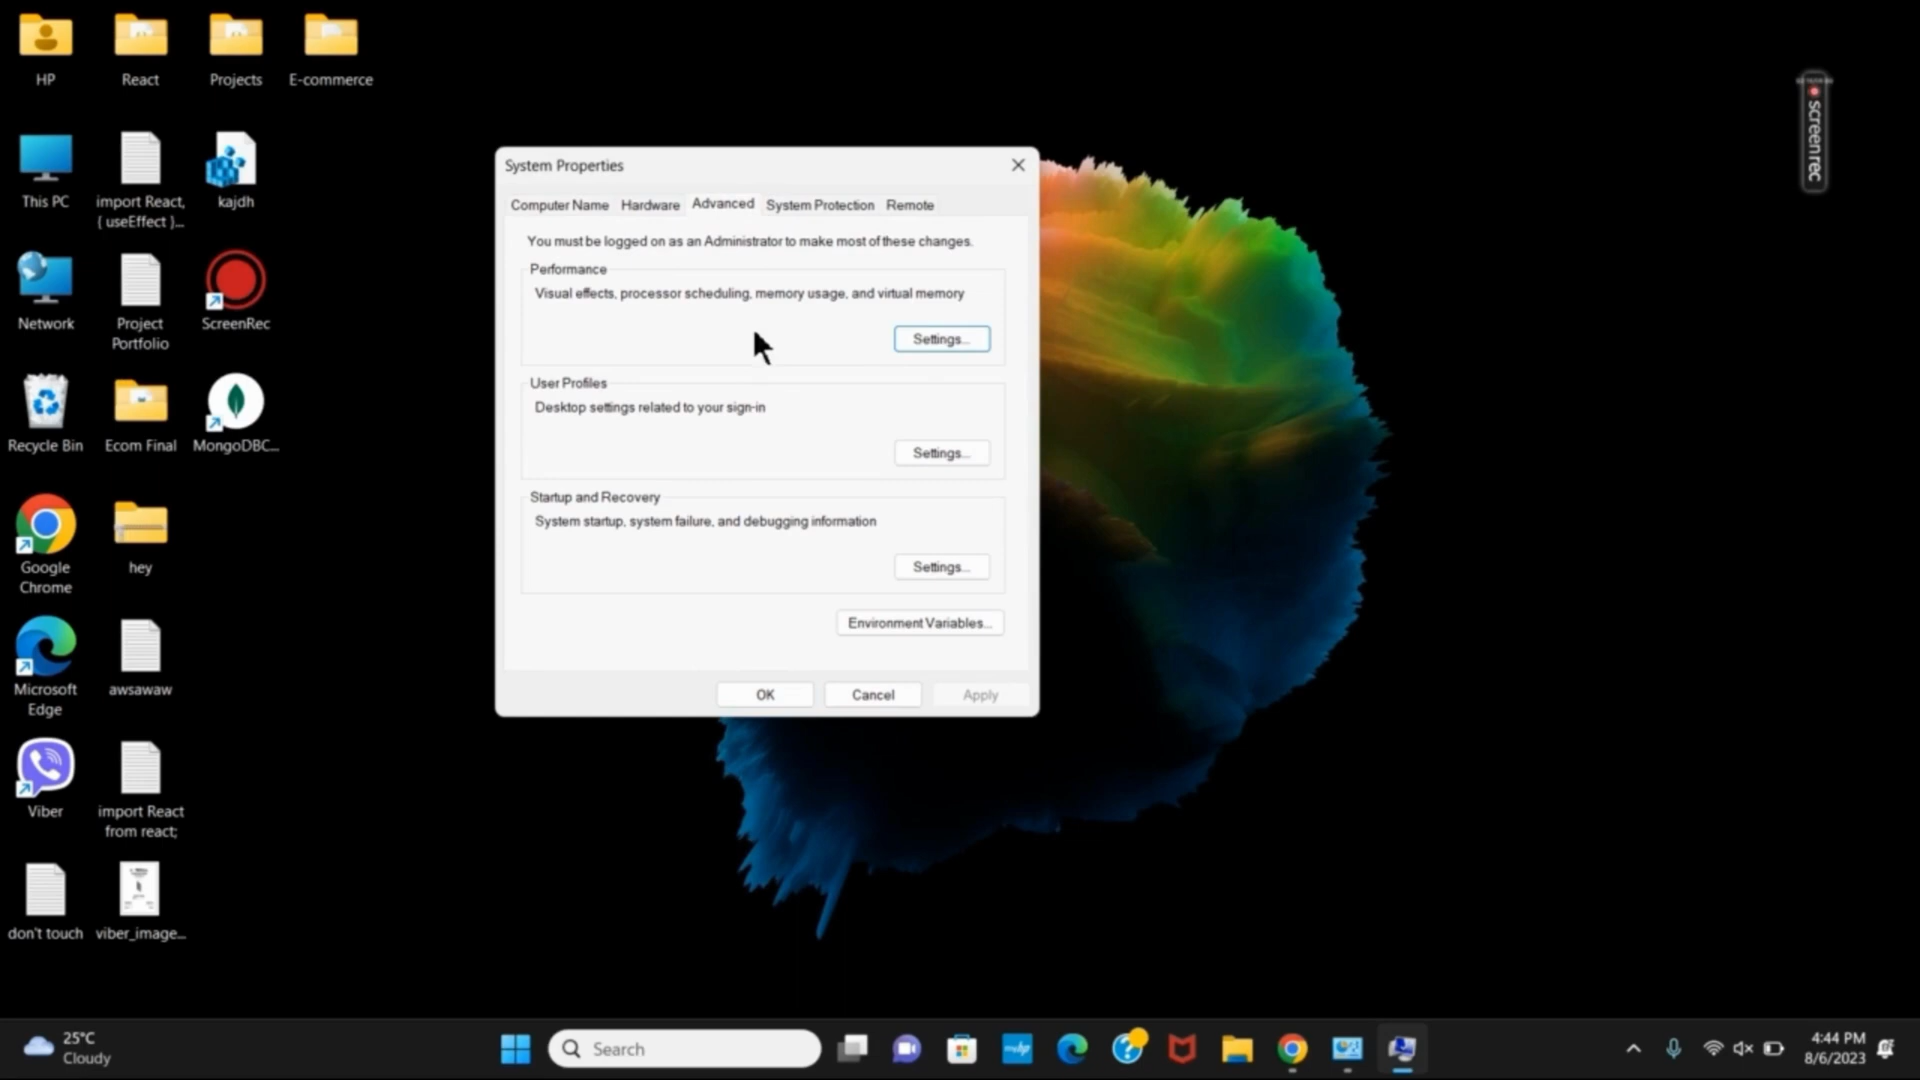 HP
React
Projects
E-commerce
This PC
import React,
{ useEffect }...
kajdh
Network
Project
Portfolio
ScreenRec
Recycle Bin
Ecom Final
MongoDBC...
Google
Chrome
hey
Microsoft
Edge
awsawaw
Viber
import React
from react;
don't touch
viber_image...
System Properties
Computer Name
Hardware
Advanced
System Protection
Remote
You must be logged on as an Administrator to make most of these changes.
Performance
Visual effects, processor scheduling, memory usage, and virtual memory
Settings...
User Profiles
Desktop settings related to your sign-in
Settings...
Startup and Recovery
System startup, system failure, and debugging information
Settings...
Environment Variables...
OK
Cancel
Apply
screenrec
25°C
Cloudy
Search
myhp
4:44 PM
8/6/2023